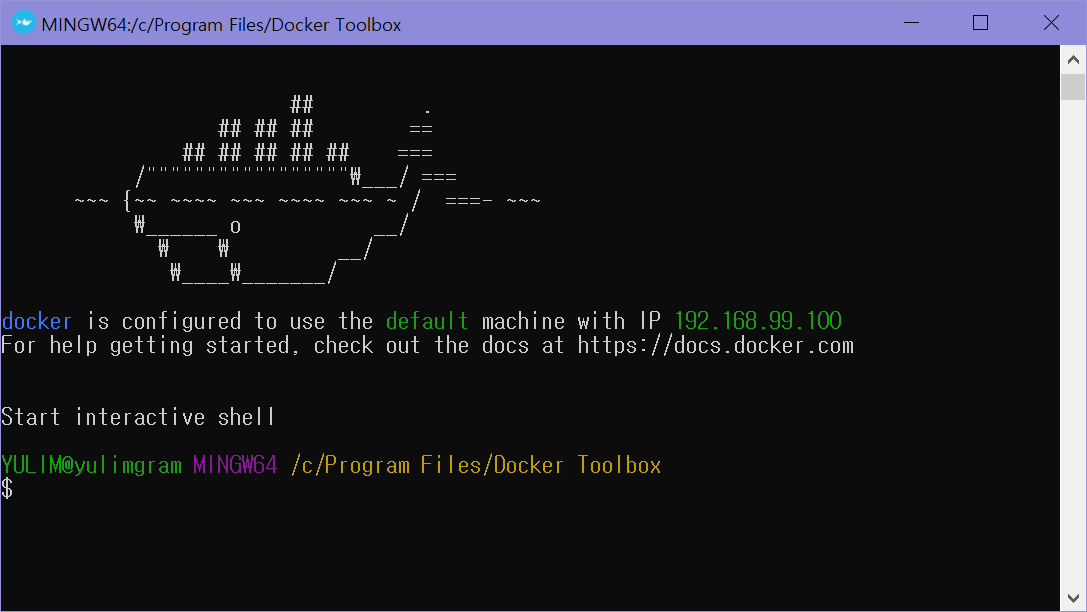 MINGW64:/c/Program Files/Docker Toolbox
                        ##         .
                  ## ## ##        ==
               ## ## ## ## ##    ===
           /"""""""""""""""""₩___/ ===
      ~~~ {~~ ~~~~ ~~~ ~~~~ ~~~ ~ /  ===- ~~~
           ₩______ o           __/
             ₩    ₩         __/
              ₩____₩_______/
docker is configured to use the default machine with IP 192.168.99.100
For help getting started, check out the docs at https://docs.docker.com
Start interactive shell
YULIM@yulimgram MINGW64 /c/Program Files/Docker Toolbox
$